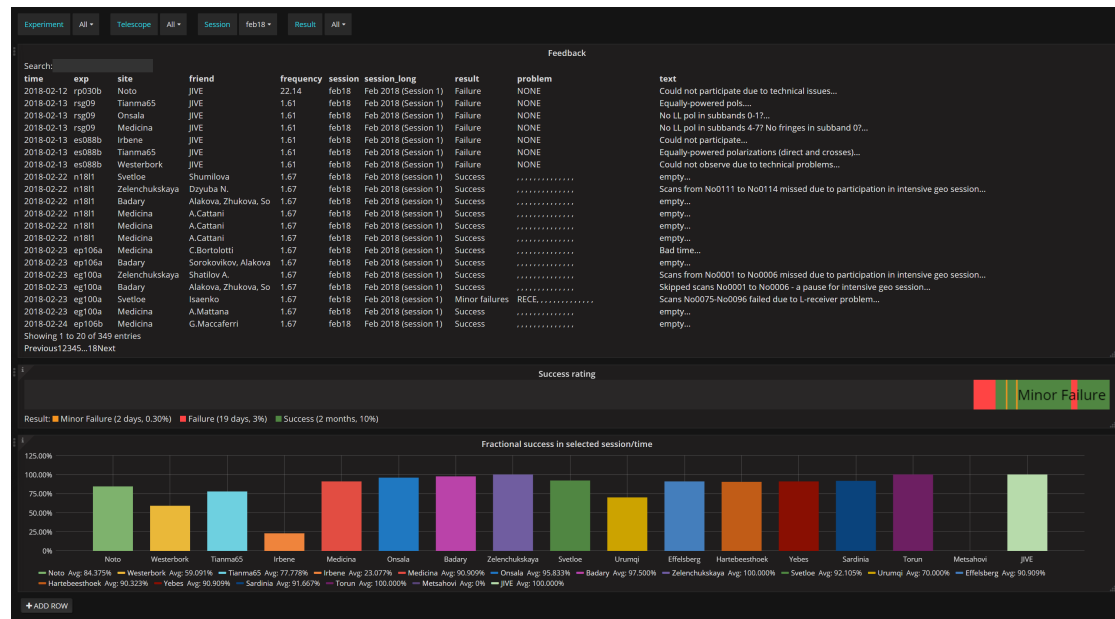 Experiment All Telescope All Session feb18 Result All
Feedback
Search:
time exp site friend frequency session session_long result problem text
2018-02-12 rp030b Noto JIVE 22.14 feb18 Feb 2018 (Session 1) Failure NONE Could not participate due to technical issues...
2018-02-13 rsg09 Tianma65 JIVE 1.61 feb18 Feb 2018 (Session 1) Failure NONE Equally-powered pols....
2018-02-13 rsg09 Onsala JIVE 1.61 feb18 Feb 2018 (Session 1) Failure NONE No LL pol in subbands 0-1?...
2018-02-13 rsg09 Medicina JIVE 1.61 feb18 Feb 2018 (Session 1) Failure NONE No LL pol in subbands 4-7? No fringes in subband 0?...
2018-02-13 es088b Irbene JIVE 1.61 feb18 Feb 2018 (Session 1) Failure NONE Could not participate...
2018-02-13 es088b Tianma65 JIVE 1.61 feb18 Feb 2018 (Session 1) Failure NONE Equally-powered polarizations (direct and crosses)...
2018-02-13 es088b Westerbork JIVE 1.61 feb18 Feb 2018 (Session 1) Failure NONE Could not observe due to technical problems...
2018-02-22 n18l1 Svetloe Shumilova 1.67 feb18 Feb 2018 (session 1) Success , , , , , , , , , , , , , , empty...
2018-02-22 n18l1 Zelenchukskaya Dzyuba N. 1.67 feb18 Feb 2018 (session 1) Success , , , , , , , , , , , , , , Scans from No0111 to No0114 missed due to participation in intensive geo session...
2018-02-22 n18l1 Badary Alakova, Zhukova, So 1.67 feb18 Feb 2018 (session 1) Success , , , , , , , , , , , , , , empty...
2018-02-22 n18l1 Medicina A.Cattani 1.67 feb18 Feb 2018 (session 1) Success , , , , , , , , , , , , , , empty...
2018-02-22 n18l1 Medicina A.Cattani 1.67 feb18 Feb 2018 (session 1) Success , , , , , , , , , , , , , , empty...
2018-02-23 ep106a Medicina C.Bortolotti 1.67 feb18 Feb 2018 (session 1) Success , , , , , , , , , , , , , , Bad time...
2018-02-23 ep106a Badary Sorokovikov, Alakova 1.67 feb18 Feb 2018 (session 1) Success , , , , , , , , , , , , , , empty...
2018-02-23 eg100a Zelenchukskaya Shatilov A. 1.67 feb18 Feb 2018 (session 1) Success , , , , , , , , , , , , , , Scans from No0001 to No0006 missed due to participation in intensive geo session...
2018-02-23 eg100a Badary Alakova, Zhukova, So 1.67 feb18 Feb 2018 (session 1) Success , , , , , , , , , , , , , , Skipped scans No0001 to No0006 - a pause for intensive geo session...
2018-02-23 eg100a Svetloe Isaenko 1.67 feb18 Feb 2018 (session 1) Minor failures RECE, , , , , , , , , , , , , Scans No0075-No0096 failed due to L-receiver problem...
2018-02-23 eg100a Medicina A.Mattana 1.67 feb18 Feb 2018 (session 1) Success , , , , , , , , , , , , , , empty...
2018-02-24 ep106b Medicina G.Maccaferri 1.67 feb18 Feb 2018 (session 1) Success , , , , , , , , , , , , , , empty...
Showing 1 to 20 of 349 entries
Previous12345...18Next
Success rating
Minor Failure
Result: Minor Failure (2 days, 0.30%) Failure (19 days, 3%) Success (2 months, 10%)
Fractional success in selected session/time
125.00%
100.00%
75.00%
50.00%
25.00%
0%
Noto Westerbork Tianma65 Irbene Medicina Onsala Badary Zelenchukskaya Svetloe Urumqi Effelsberg Hartebeesthoek Yebes Sardinia Torun Metsahovi JIVE
Noto Avg: 84.375% Westerbork Avg: 59.091% Tianma65 Avg: 77.778% Irbene Avg: 23.077% Medicina Avg: 90.909% Onsala Avg: 95.833% Badary Avg: 97.500% Zelenchukskaya Avg: 100.000% Svetloe Avg: 92.105% Urumqi Avg: 70.000% Effelsberg Avg: 90.909%
Hartebeesthoek Avg: 90.323% Yebes Avg: 90.909% Sardinia Avg: 91.667% Torun Avg: 100.000% Metsahovi Avg: 0% JIVE Avg: 100.000%
+ ADD ROW